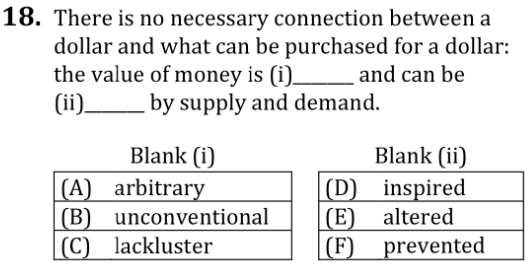 18. There is no necessary connection between a
dollar and what can be purchased for a dollar:
the value of money is (i)______ and can be
(ii)______ by supply and demand.
Blank (i)
(A) arbitrary
(B) unconventional
(C) lackluster
Blank (ii)
(D) inspired
(E) altered
(F) prevented